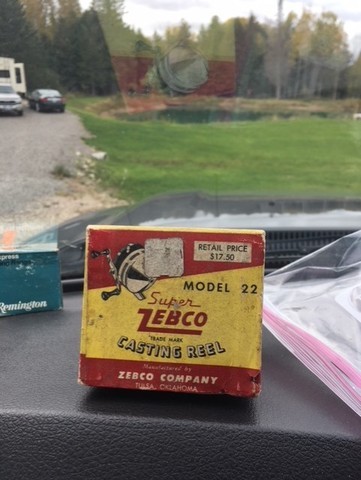 RETAIL PRICE
$17.50
MODEL 22
Super
ZEBCO
TRADE MARK
CASTING REEL
Manufactured by
ZEBCO COMPANY
TULSA, OKLAHOMA
press
Remington